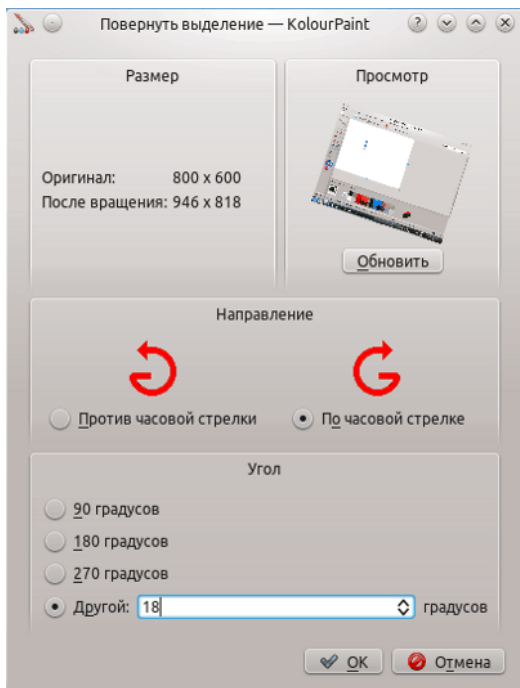 Повернуть выделение — KolourPaint
Размер
Оригинал: 800 x 600
После вращения: 946 x 818
Просмотр
Обновить
Направление
Против часовой стрелки
По часовой стрелке
Угол
90 градусов
180 градусов
270 градусов
Другой: 18 градусов
OK
Отмена